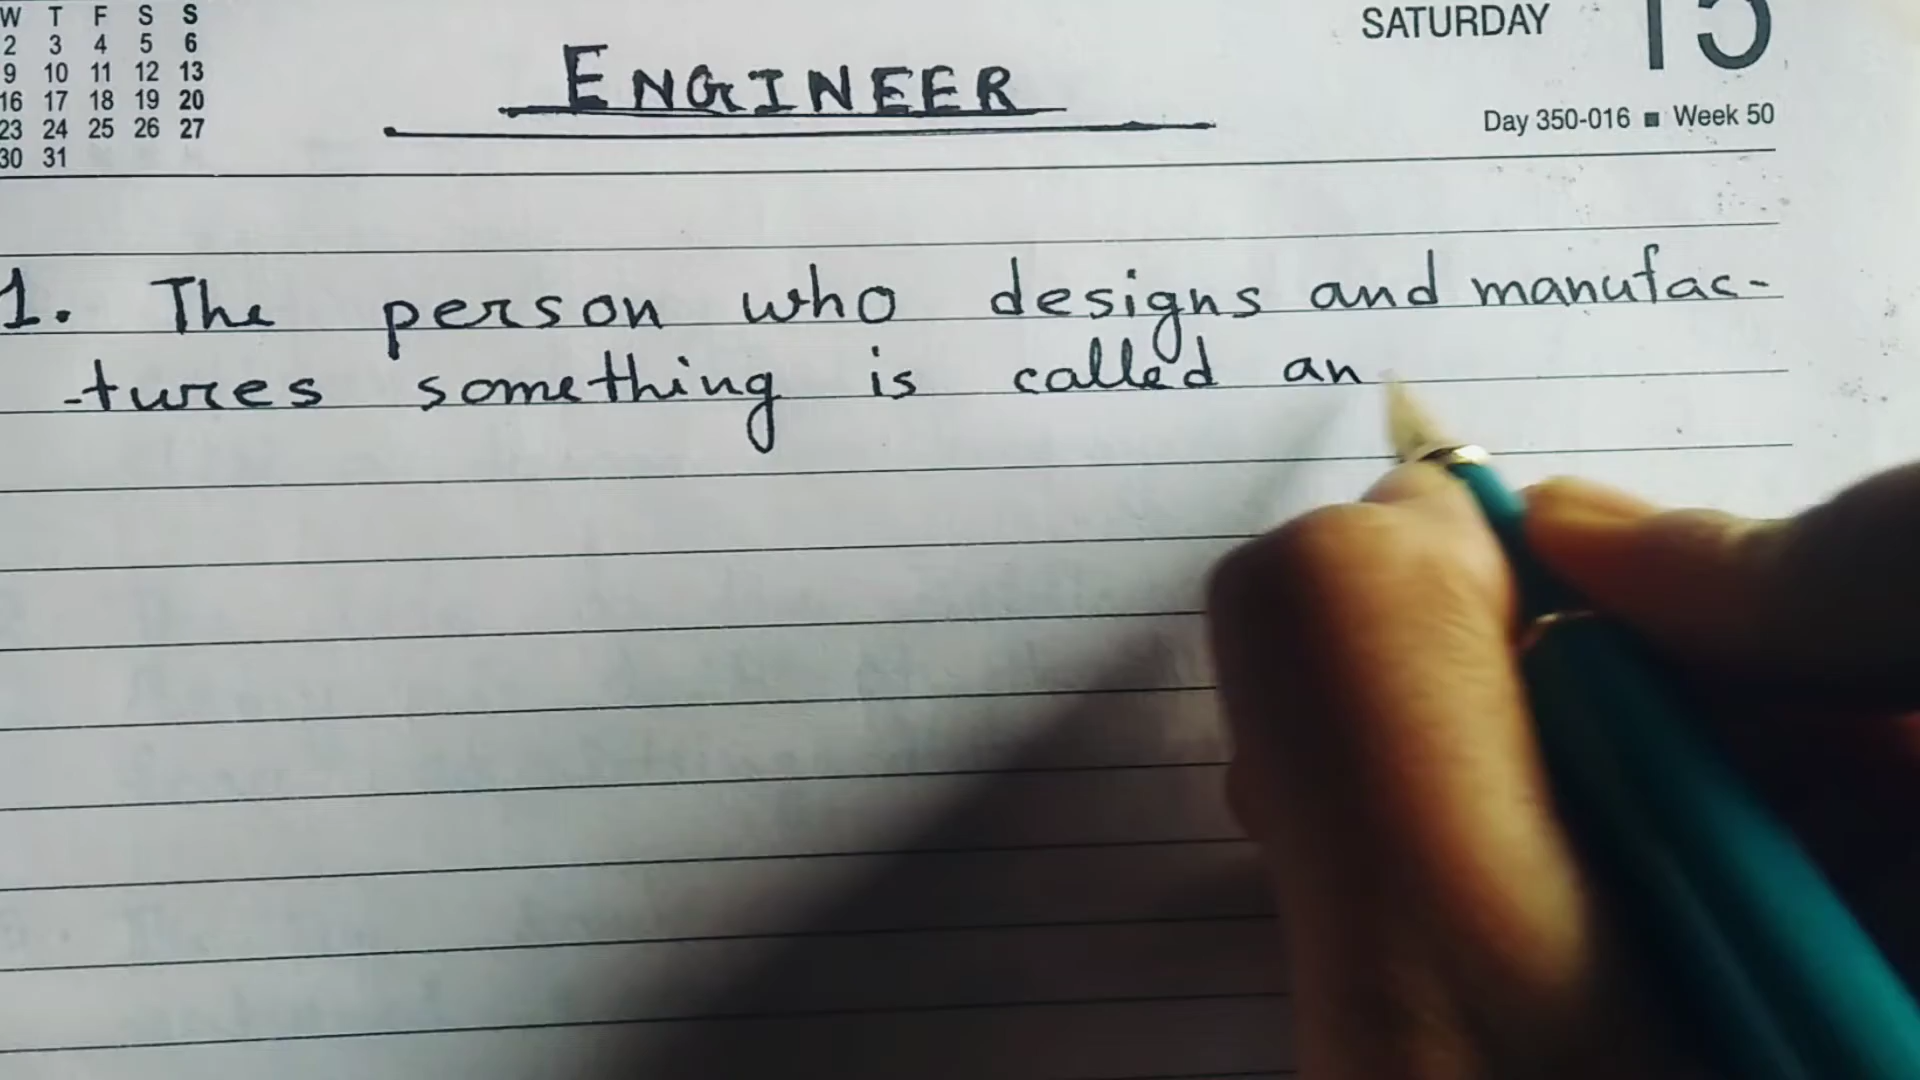 W T F S S
2 3 4 5 6
9 10 11 12 13
16 17 18 19 20
23 24 25 26 27
30 31
SATURDAY 15
Day 350-016 ■ Week 50
ENGINEER
1. The person who designs and manufac-
-tures something is called an